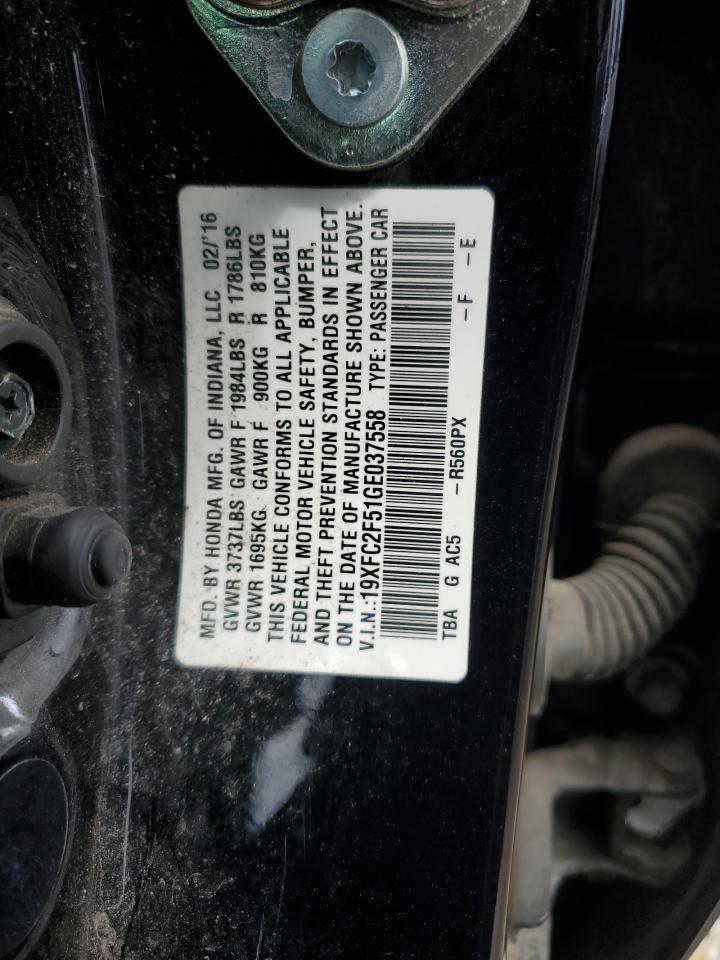 MFD. BY HONDA MFG. OF INDIANA, LLC 02/'16
GVWR 3737LBS GAWR F 1984LBS R 1786LBS
GVWR 1695KG GAWR F 900KG R 810KG
THIS VEHICLE CONFORMS TO ALL APPLICABLE
FEDERAL MOTOR VEHICLE SAFETY, BUMPER,
AND THEFT PREVENTION STANDARDS IN EFFECT
ON THE DATE OF MANUFACTURE SHOWN ABOVE.
V.I.N.:19XFC2F51GE037558 TYPE: PASSENGER CAR
TBA G AC5 -R560PX -F -E